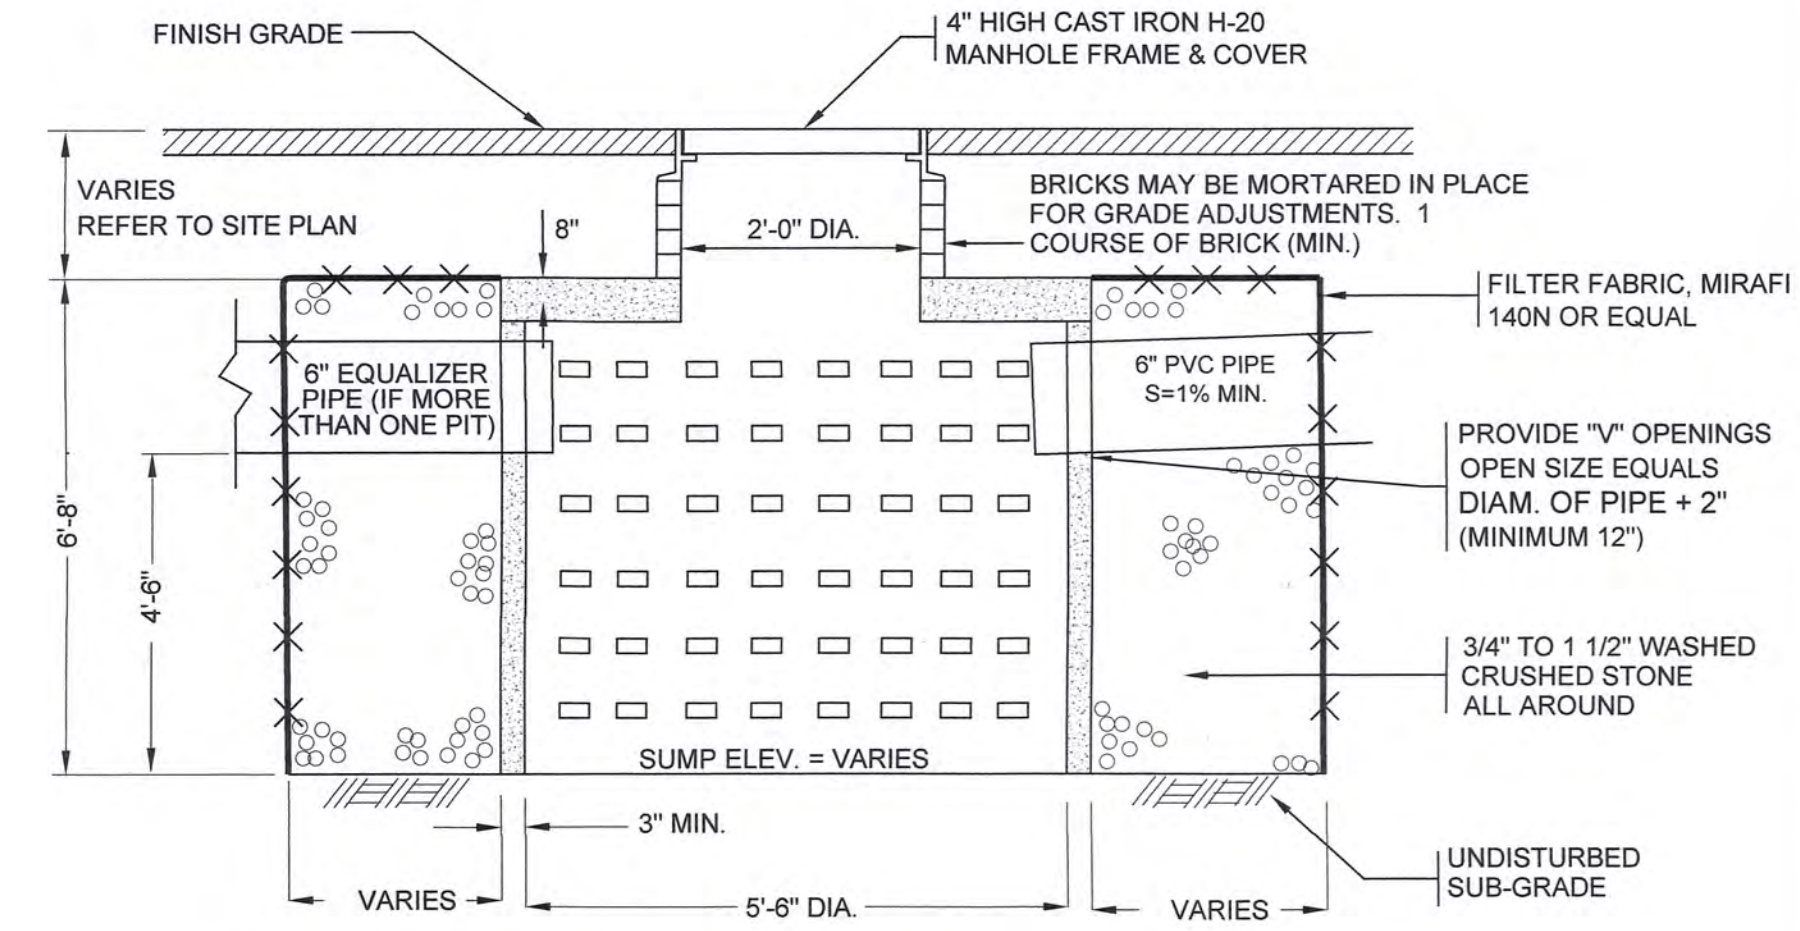 FINISH GRADE
4" HIGH CAST IRON H-20
MANHOLE FRAME & COVER
VARIES
REFER TO SITE PLAN
8"
2'-0" DIA.
BRICKS MAY BE MORTARED IN PLACE
FOR GRADE ADJUSTMENTS. 1
COURSE OF BRICK (MIN.)
FILTER FABRIC, MIRAFI
140N OR EQUAL
6" EQUALIZER
PIPE (IF MORE
THAN ONE PIT)
6" PVC PIPE
S=1% MIN.
PROVIDE "V" OPENINGS
OPEN SIZE EQUALS
DIAM. OF PIPE + 2"
(MINIMUM 12")
6'-8"
4'-6"
3/4" TO 1 1/2" WASHED
CRUSHED STONE
ALL AROUND
SUMP ELEV. = VARIES
3" MIN.
UNDISTURBED
SUB-GRADE
VARIES
5'-6" DIA.
VARIES